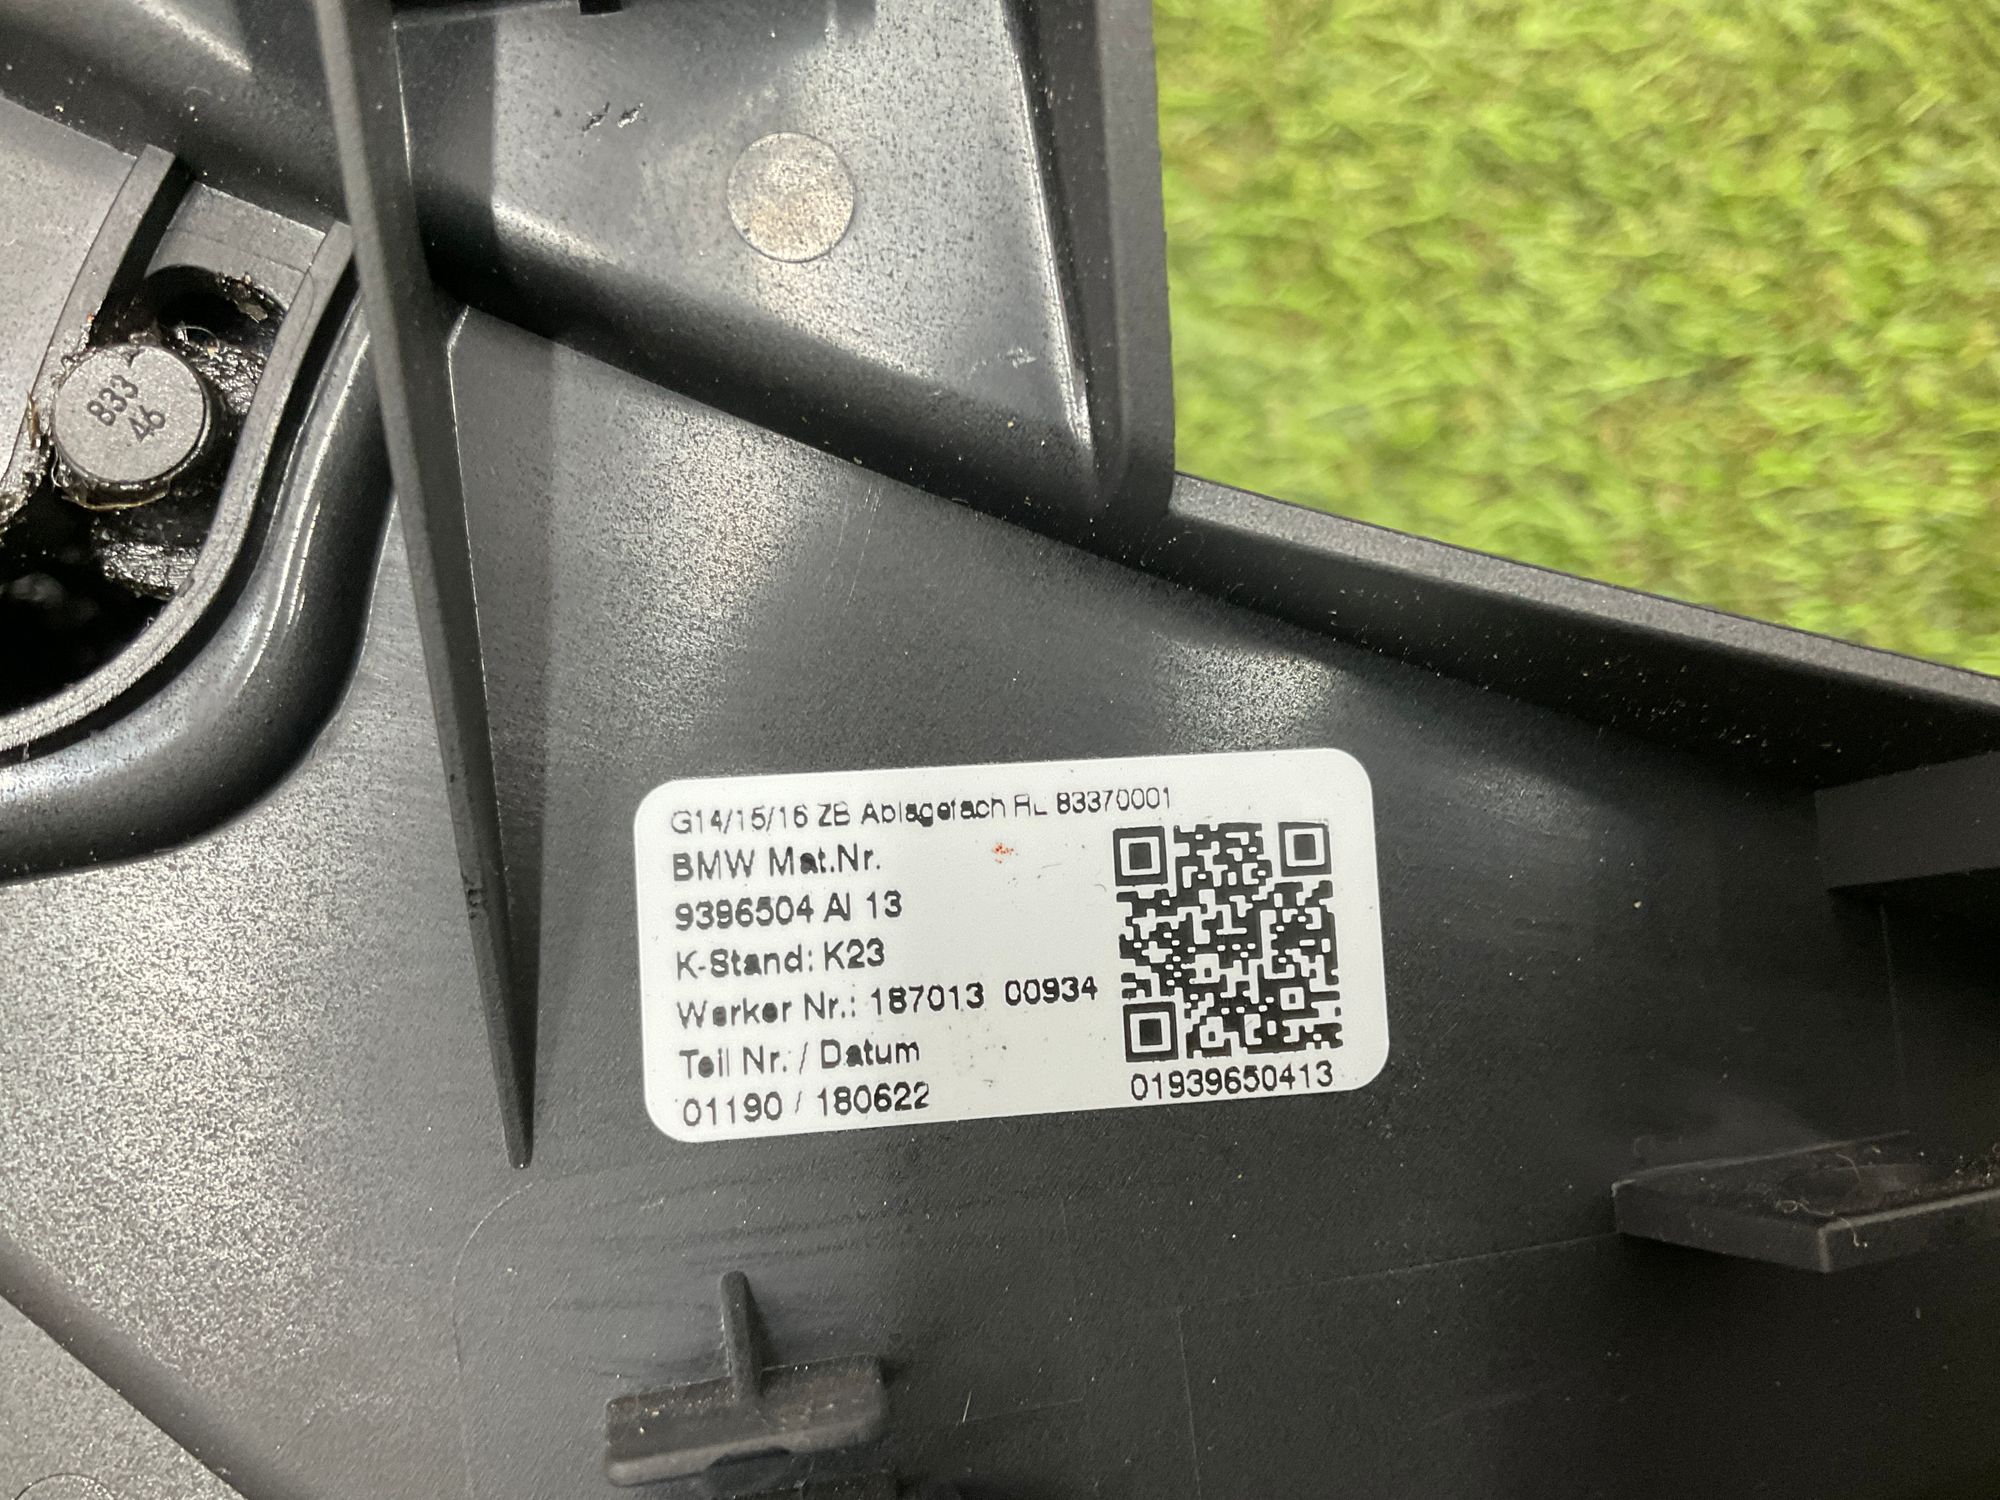 833
46
G14/15/16 ZB Ablagefach RL 83370001
BMW Mat.Nr.
9396504 AI 13
K-Stand: K23
Werker Nr.: 187013 00934
Teil Nr. / Datum
01190 / 180622
01939650413